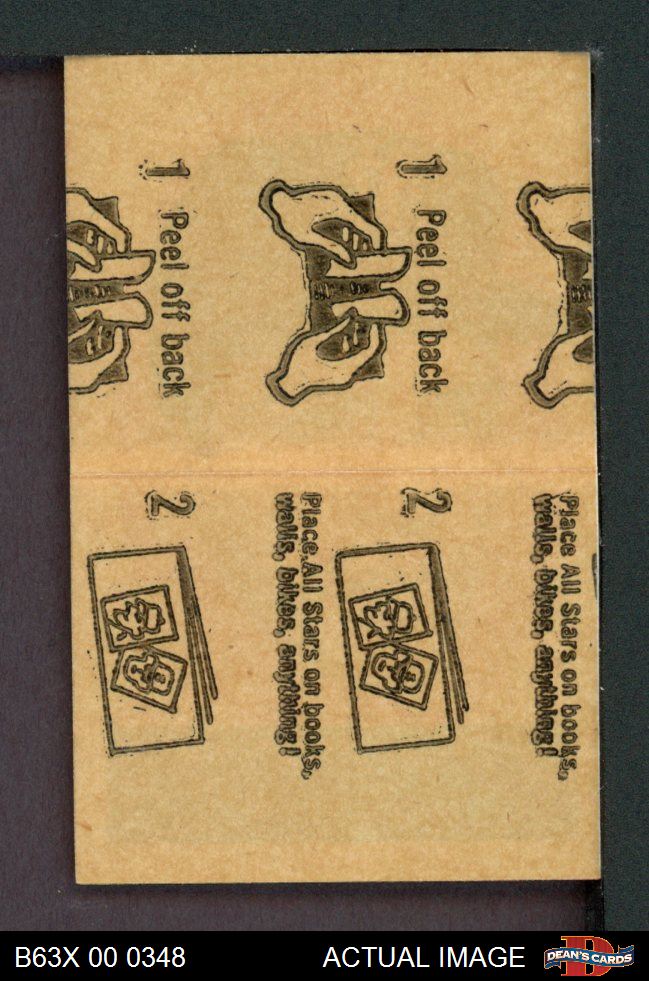 1 Peel off back
1 Peel off back
2
Place All Stars on books,
walls, bikes, anything!
2
Place All Stars on books,
walls, bikes, anything!
B63X 00 0348
ACTUAL IMAGE
D
DEAN'S CARDS